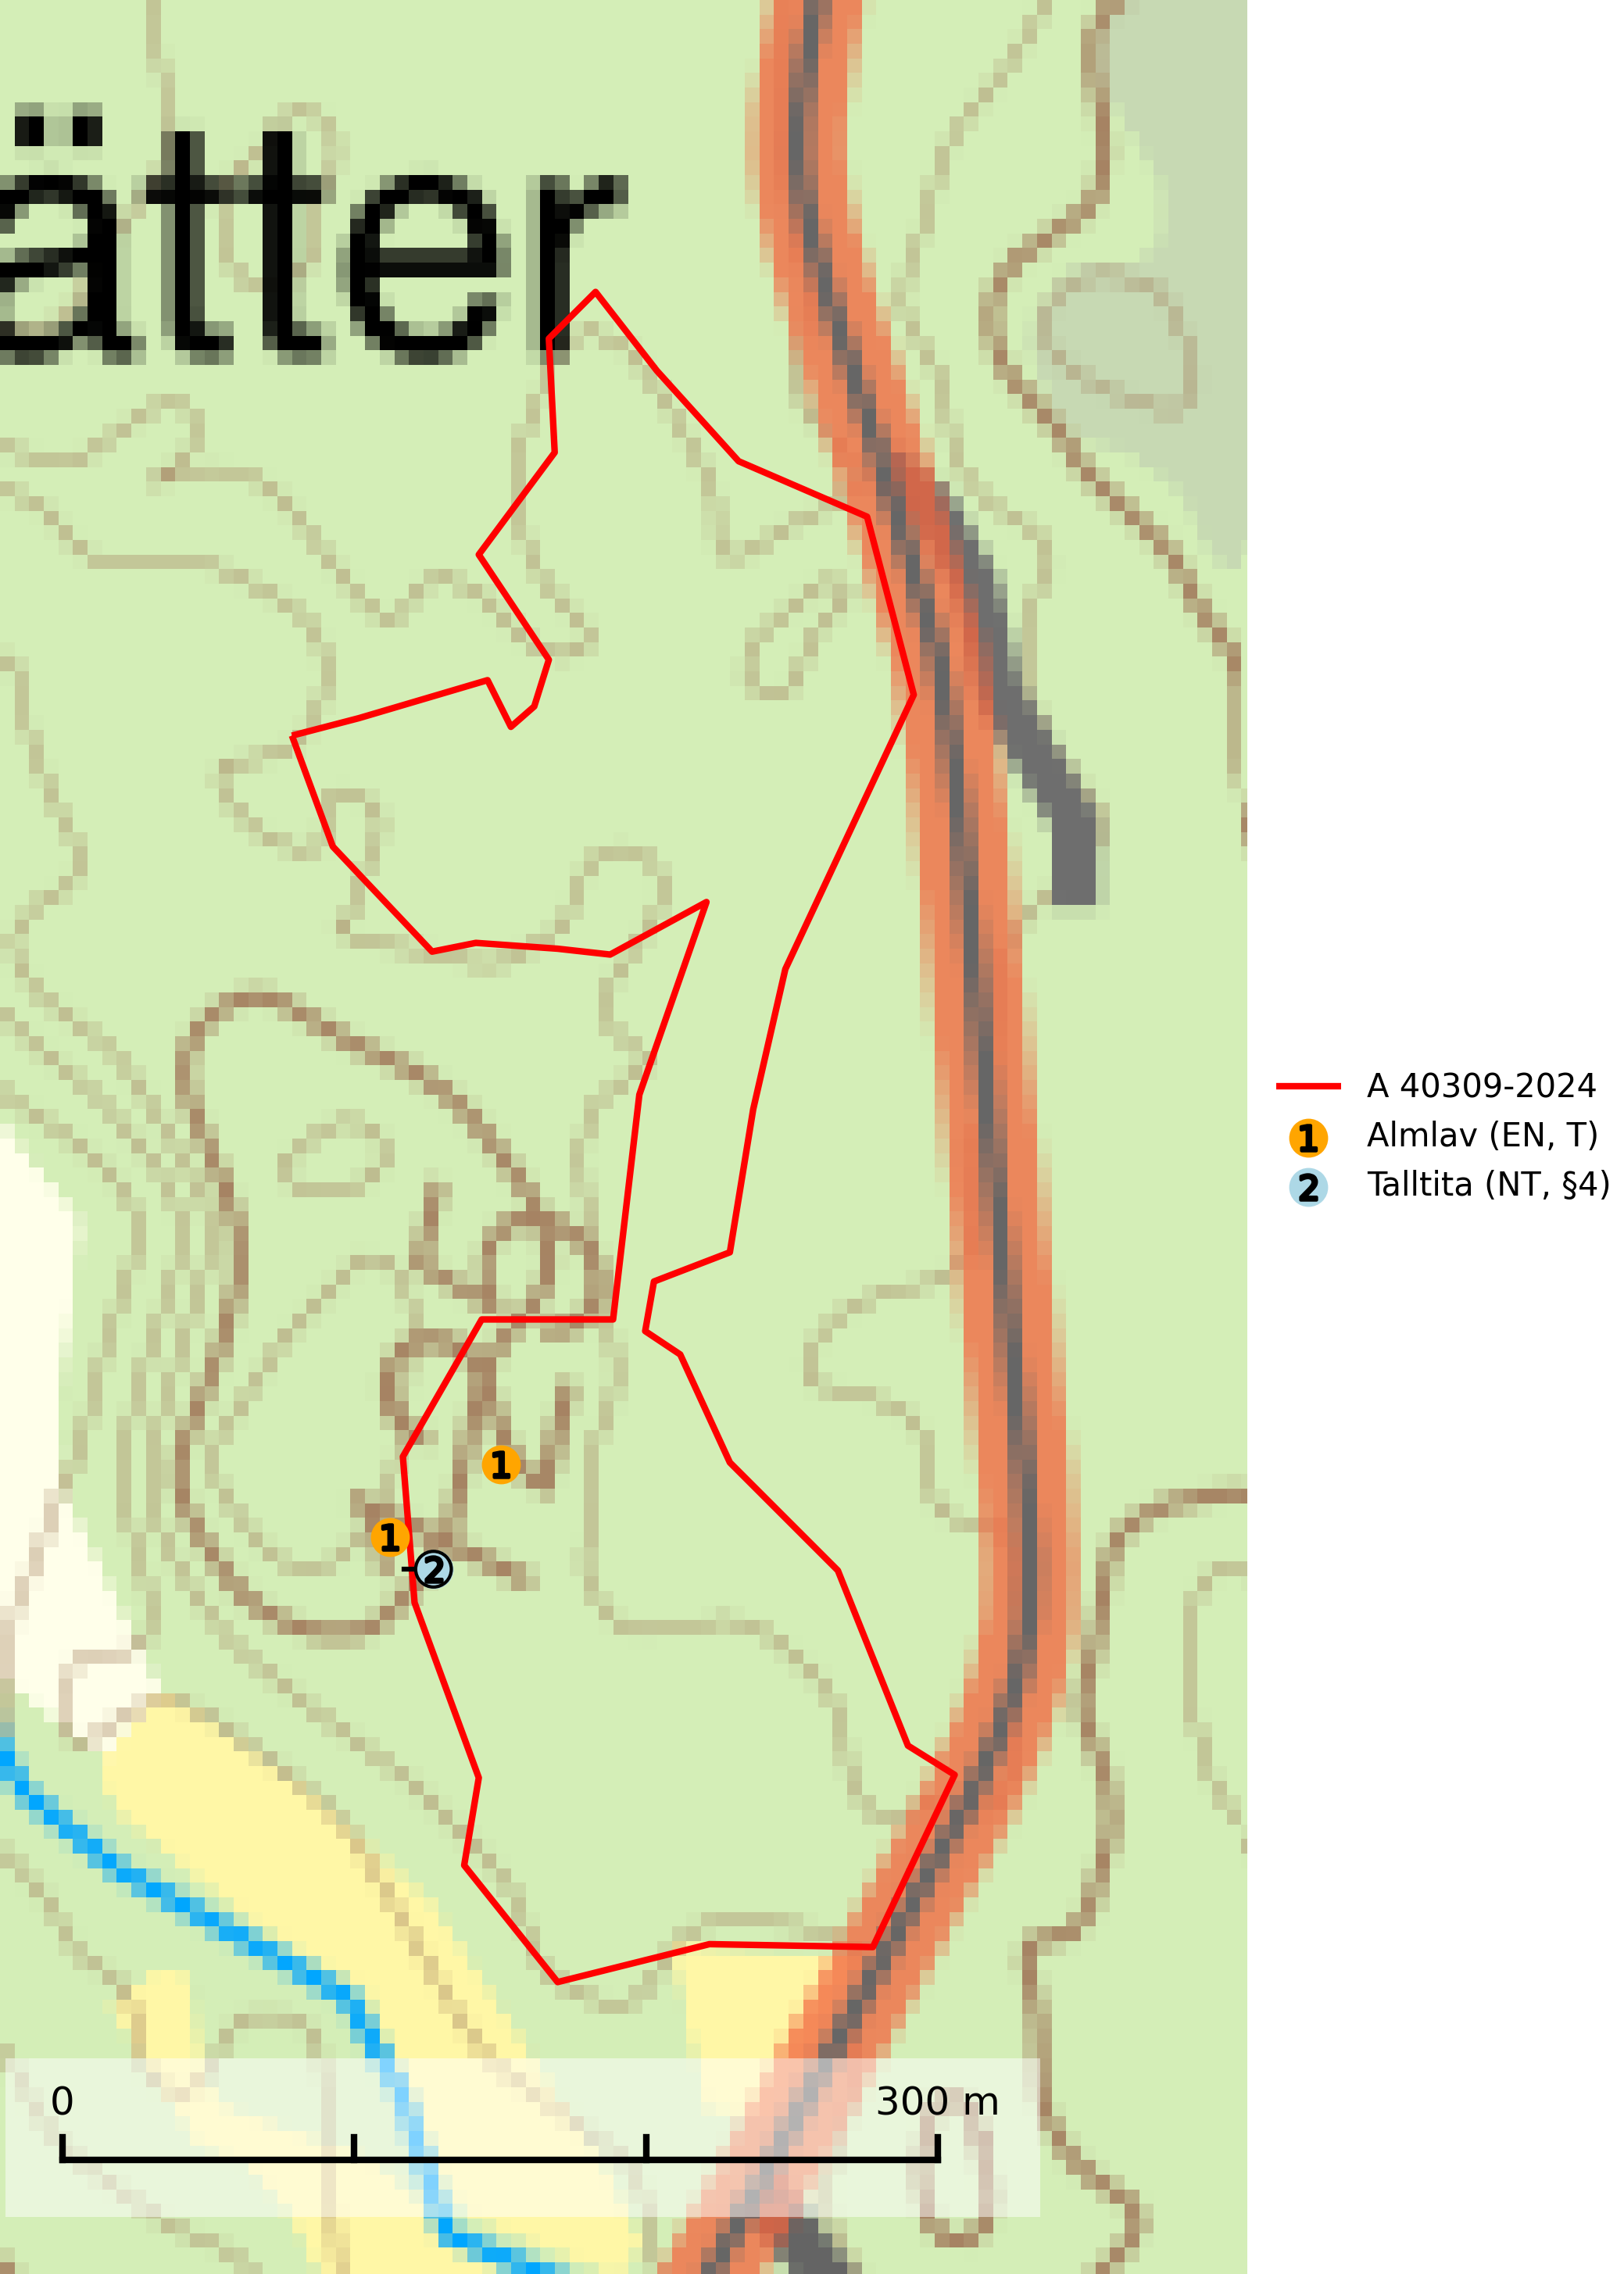 ätter
A 40309-2024
1 Almlav (EN, T)
2 Talltita (NT, §4)
1
1
2
0 300 m